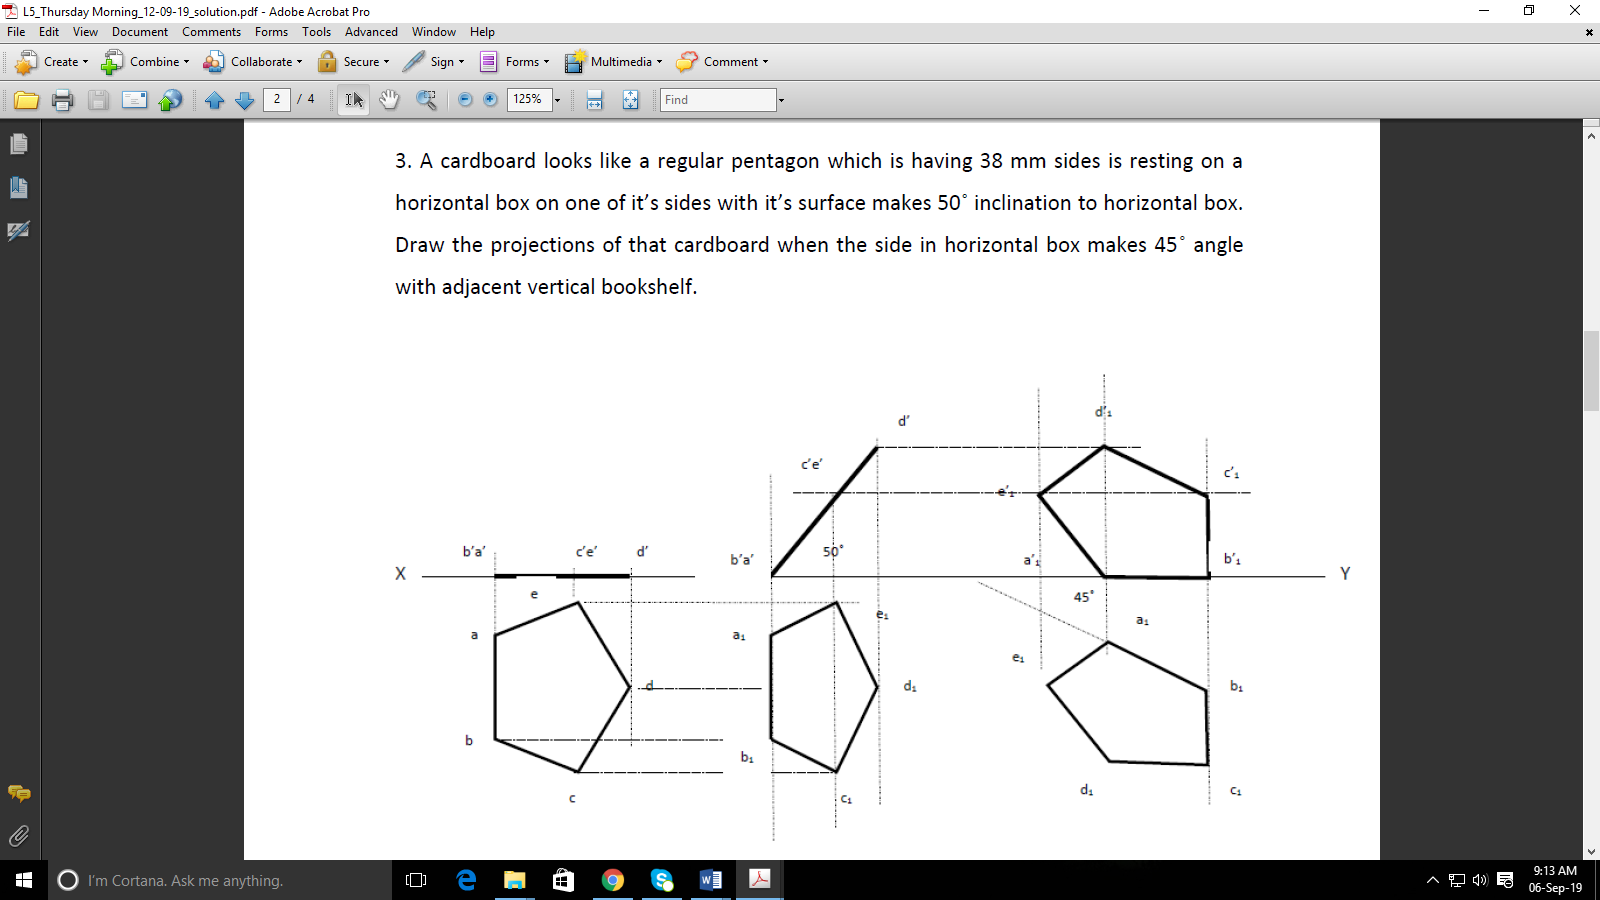 L5_Thursday Morning_12-09-19_solution.pdf - Adobe Acrobat Pro
File Edit View Document Comments Forms Tools Advanced Window Help
Create Combine Collaborate Secure Sign Forms Multimedia Comment
2 / 4 125% Find
3. A cardboard looks like a regular pentagon which is having 38 mm sides is resting on a
horizontal box on one of it’s sides with it’s surface makes 50˚ inclination to horizontal box.
Draw the projections of that cardboard when the side in horizontal box makes 45˚ angle
with adjacent vertical bookshelf.
d’₁
d’
c’e’ c’₁
e’₁
b’a’ c’e’ d’ b’a’ 50˚ a’₁ b’₁
X Y
e 45˚
e₁ a₁
a a₁
e₁
d d₁ b₁
b
b₁
c c₁ d₁ c₁
I'm Cortana. Ask me anything.
9:13 AM
06-Sep-19